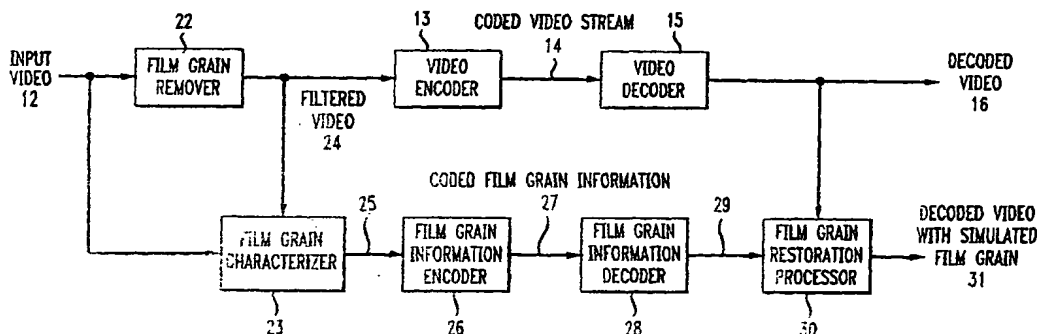 INPUT
VIDEO
12
22
FILM GRAIN
REMOVER
FILTERED
VIDEO
24
13
VIDEO
ENCODER
CODED VIDEO STREAM
14
15
VIDEO
DECODER
DECODED
VIDEO
16
CODED FILM GRAIN INFORMATION
FILM GRAIN
CHARACTERIZER
23
25
FILM GRAIN
INFORMATION
ENCODER
26
27
FILM GRAIN
INFORMATION
DECODER
28
29
FILM GRAIN
RESTORATION
PROCESSOR
30
DECODED VIDEO
WITH SIMULATED
FILM GRAIN
31